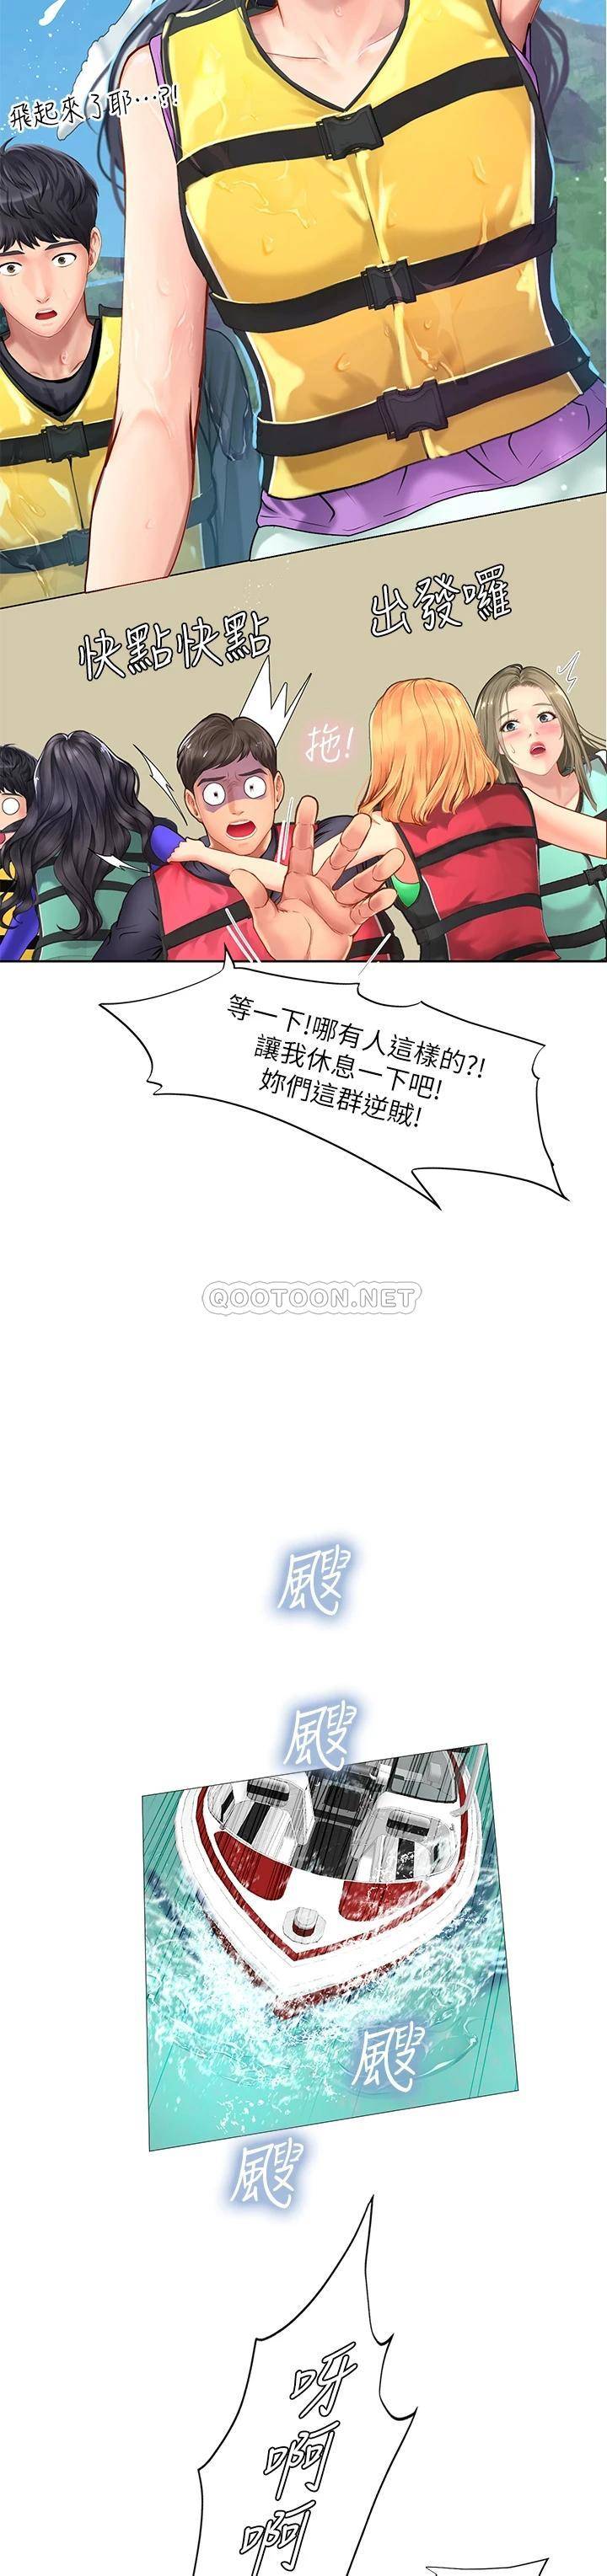 飛起來了耶…?!
快點快點
出發囉
拖!
等一下!哪有人這樣的?!
讓我休息一下吧!
妳們這群逆賊!
QOOTOON.NET
颼
颼
颼
颼
呀
啊
啊